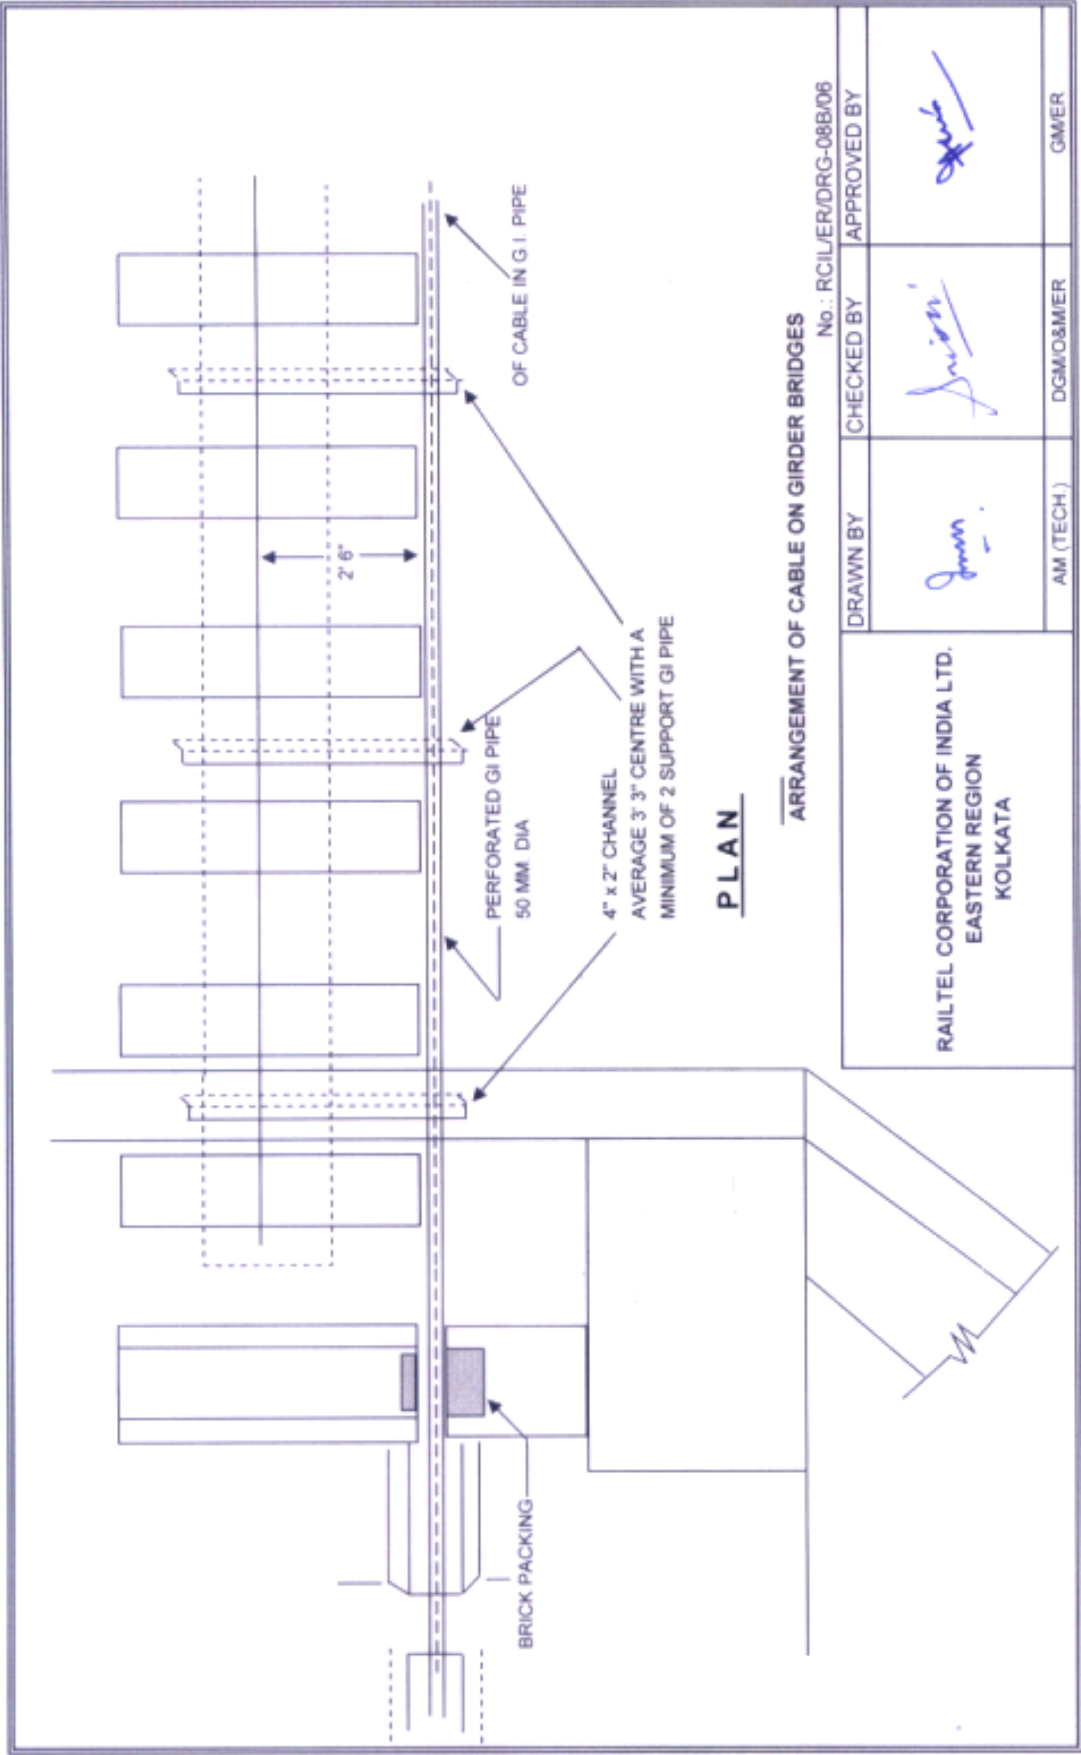 OF CABLE IN G.I. PIPE
2' 6"
PERFORATED GI PIPE
50 MM. DIA
4" x 2" CHANNEL
AVERAGE 3' 3" CENTRE WITH A
MINIMUM OF 2 SUPPORT GI PIPE
BRICK PACKING
PLAN
ARRANGEMENT OF CABLE ON GIRDER BRIDGES
No.: RCIL/ER/DRG-08B/06
RAILTEL CORPORATION OF INDIA LTD.
EASTERN REGION
KOLKATA
DRAWN BY
CHECKED BY
APPROVED BY
AM (TECH.)
DGM/O&M/ER
GM/ER